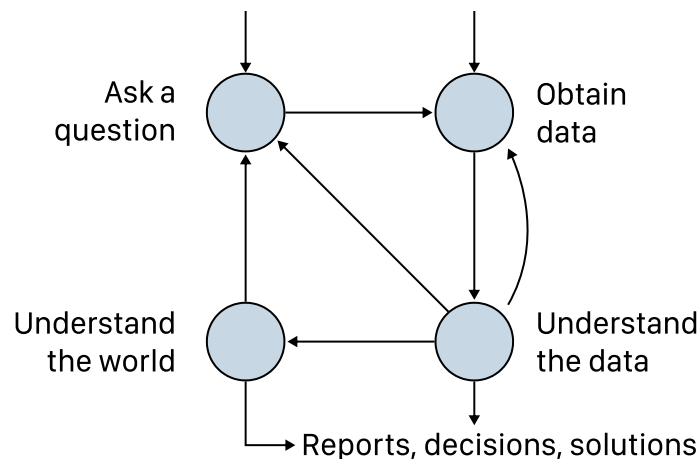 Ask a
question
Obtain
data
Understand
the world
Understand
the data
Reports, decisions, solutions